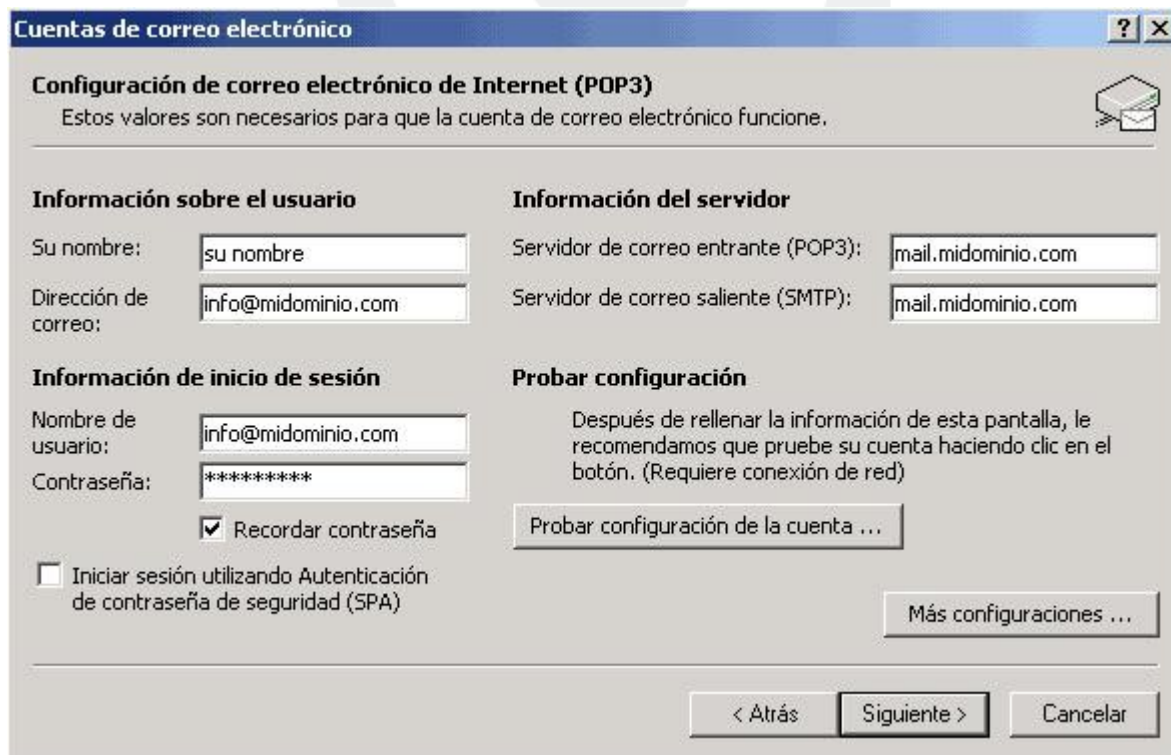 Cuentas de correo electrónico
Configuración de correo electrónico de Internet (POP3)
Estos valores son necesarios para que la cuenta de correo electrónico funcione.
Información sobre el usuario
Su nombre: su nombre
Dirección de
correo: info@midominio.com
Información del servidor
Servidor de correo entrante (POP3): mail.midominio.com
Servidor de correo saliente (SMTP): mail.midominio.com
Información de inicio de sesión
Nombre de
usuario: info@midominio.com
Contraseña: *********
Recordar contraseña
Iniciar sesión utilizando Autenticación
de contraseña de seguridad (SPA)
Probar configuración
Después de rellenar la información de esta pantalla, le
recomendamos que pruebe su cuenta haciendo clic en el
botón. (Requiere conexión de red)
Probar configuración de la cuenta ...
Más configuraciones ...
< Atrás
Siguiente >
Cancelar